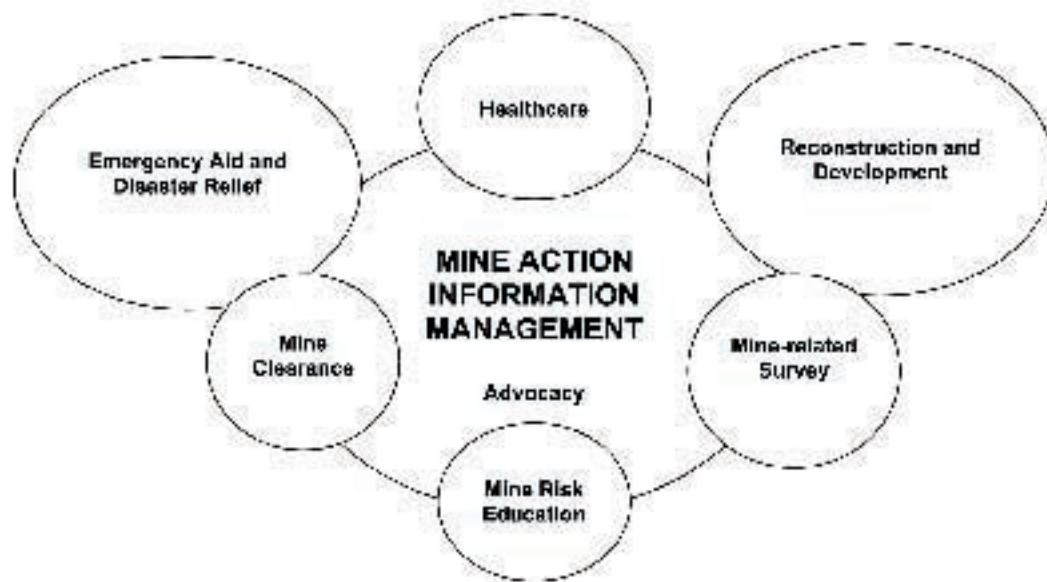 Healthcare
Emergency Aid and
Disaster Relief
Reconstruction and
Development
MINE ACTION
INFORMATION
MANAGEMENT
Mine
Clearance
Mine-related
Survey
Advocacy
Mine Risk
Education